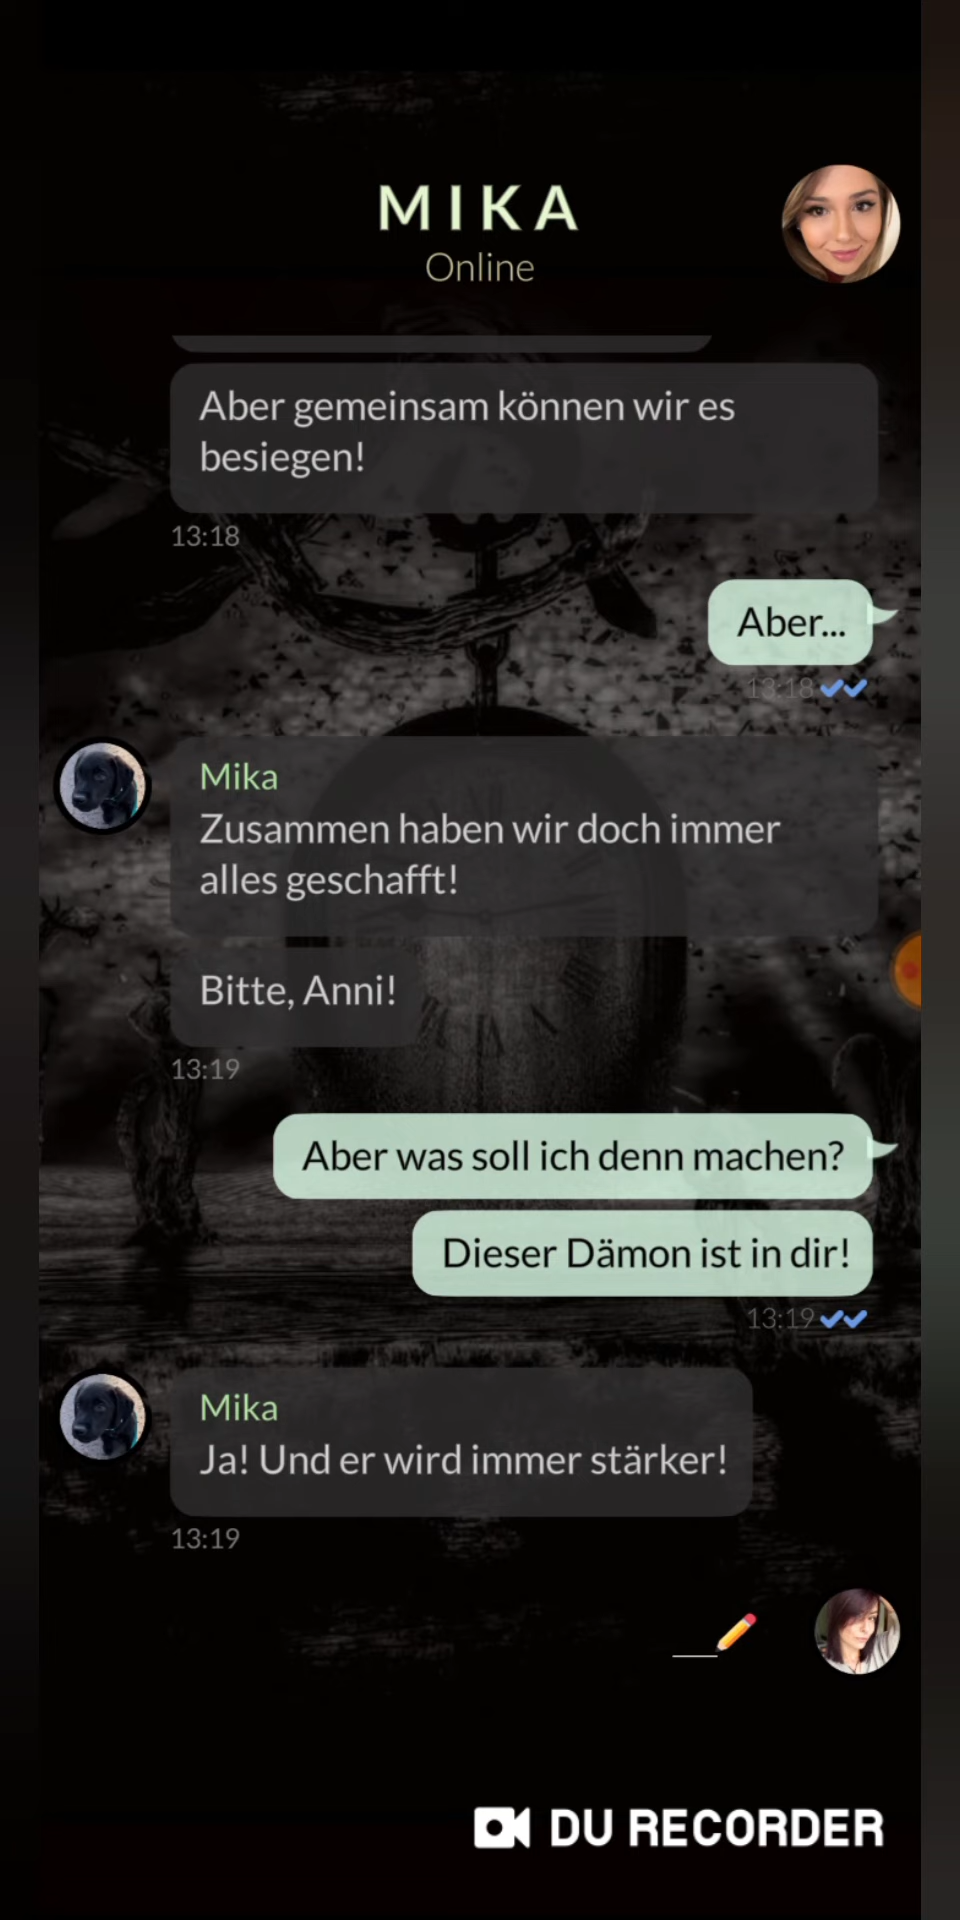 MIKA
Online
Aber gemeinsam können wir es
besiegen!
13:18
Aber...
13:18
Mika
Zusammen haben wir doch immer
alles geschafft!
Bitte, Anni!
13:19
Aber was soll ich denn machen?
Dieser Dämon ist in dir!
13:19
Mika
Ja! Und er wird immer stärker!
13:19
DU RECORDER